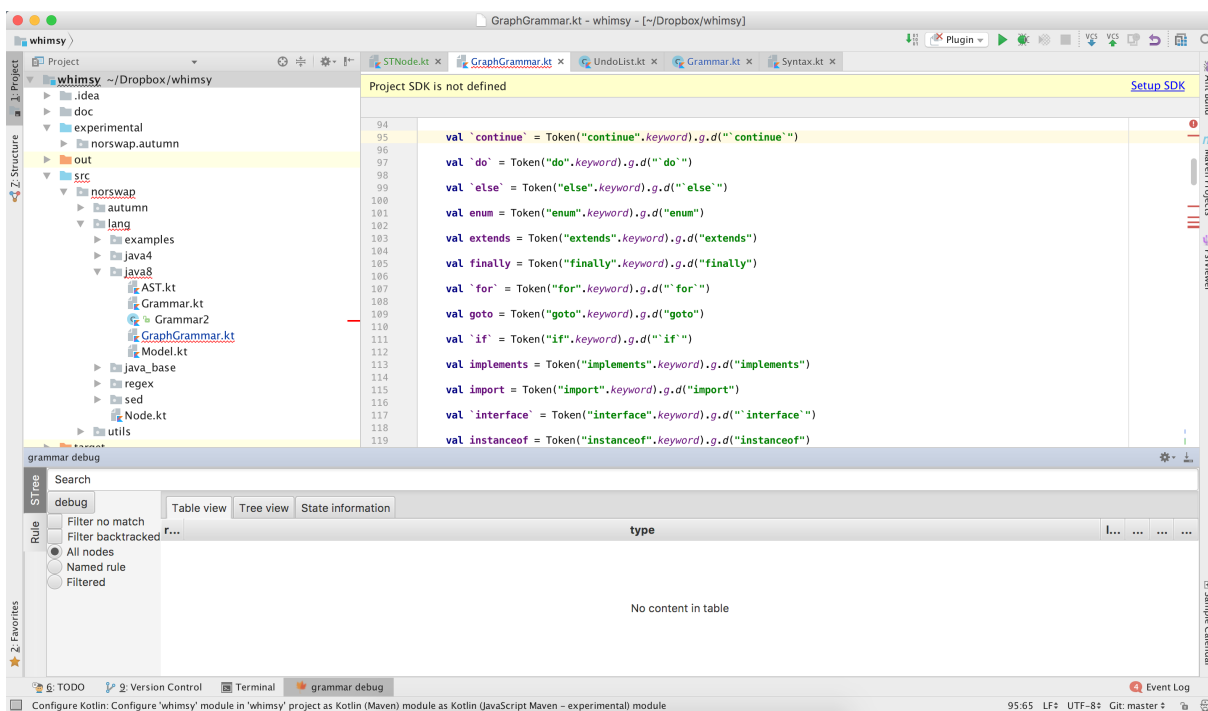 GraphGrammar.kt - whimsy - [~/Dropbox/whimsy]
whimsy
Plugin
VCS VCS
Project
STNode.kt × GraphGrammar.kt × UndoList.kt × Grammar.kt × Syntax.kt ×
1: Project
Z: Structure
2: Favorites
whimsy ~/Dropbox/whimsy
.idea
doc
experimental
norswap.autumn
out
src
norswap
autumn
lang
examples
java4
java8
AST.kt
Grammar.kt
Grammar2
GraphGrammar.kt
Model.kt
java_base
regex
sed
Node.kt
utils
target
Project SDK is not defined Setup SDK
94
95 val `continue` = Token("continue".keyword).g.d("`continue`")
96
97 val `do` = Token("do".keyword).g.d("`do`")
98
99 val `else` = Token("else".keyword).g.d("`else`")
100
101 val enum = Token("enum".keyword).g.d("enum")
102
103 val extends = Token("extends".keyword).g.d("extends")
104
105 val finally = Token("finally".keyword).g.d("finally")
106
107 val `for` = Token("for".keyword).g.d("`for`")
108
109 val goto = Token("goto".keyword).g.d("goto")
110
111 val `if` = Token("if".keyword).g.d("`if`")
112
113 val implements = Token("implements".keyword).g.d("implements")
114
115 val import = Token("import".keyword).g.d("import")
116
117 val `interface` = Token("interface".keyword).g.d("`interface`")
118
119 val instanceof = Token("instanceof".keyword).g.d("instanceof")
grammar debug
STree
Rule
Search
debug
Filter no match
Filter backtracked
All nodes
Named rule
Filtered
Table view Tree view State information
r... type l... ... ... ...
No content in table
Sample Calendar
6: TODO 9: Version Control Terminal grammar debug 4 Event Log
Configure Kotlin: Configure 'whimsy' module in 'whimsy' project as Kotlin (Maven) module as Kotlin (JavaScript Maven – experimental) module 95:65 LF UTF-8 Git: master